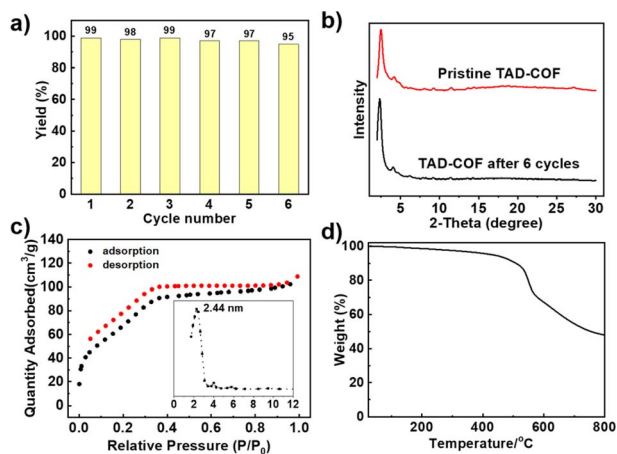 a)
99 98 99 97 97 95
100
80
60
40
20
0
Yield (%)
1 2 3 4 5 6
Cycle number
b)
Pristine TAD-COF
TAD-COF after 6 cycles
Intensity
5 10 15 20 25 30
2-Theta (degree)
c)
140
120
100
80
60
40
20
0
Quantity Adsorbed(cm³/g)
adsorption
desorption
2.44 nm
0 2 4 6 8 10 12
0.0 0.2 0.4 0.6 0.8 1.0
Relative Pressure (P/P₀)
d)
100
80
60
40
20
0
Weight (%)
200 400 600 800
Temperature/°C